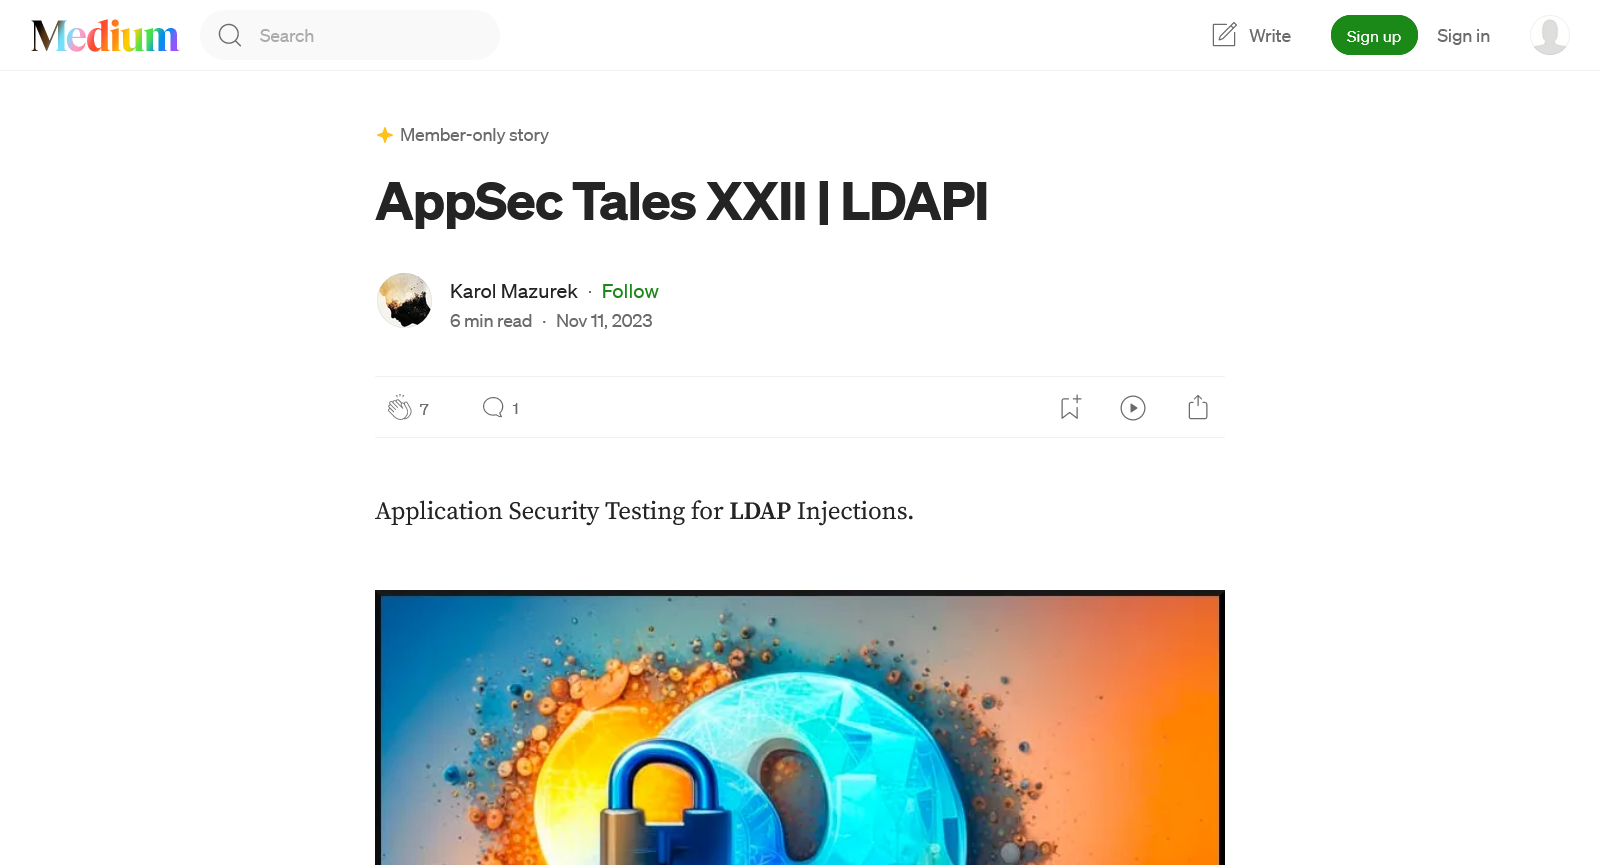 Medium
Search
Write
Sign up
Sign in
Member-only story
AppSec Tales XXII | LDAPI
Karol Mazurek · Follow
6 min read · Nov 11, 2023
7
1
Application Security Testing for LDAP Injections.